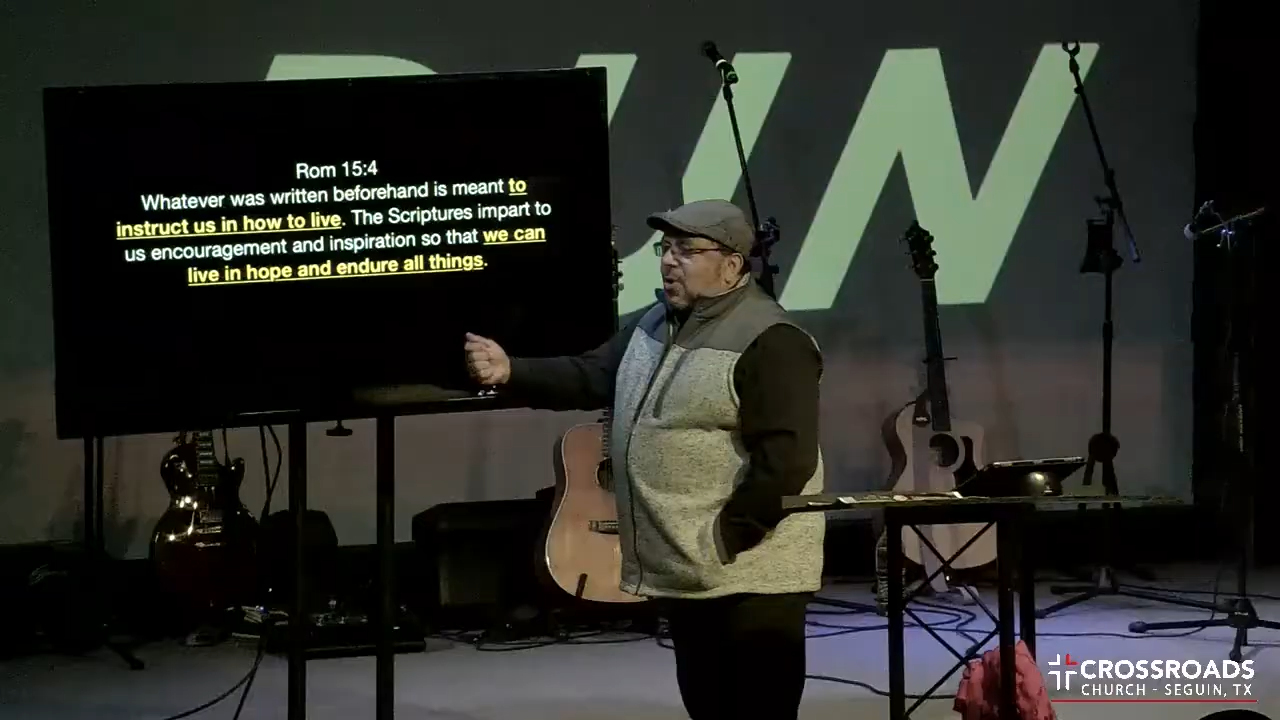 Rom 15:4
Whatever was written beforehand is meant to
instruct us in how to live. The Scriptures impart to
us encouragement and inspiration so that we can
live in hope and endure all things.
UN
CROSSROADS
CHURCH - SEGUIN, TX